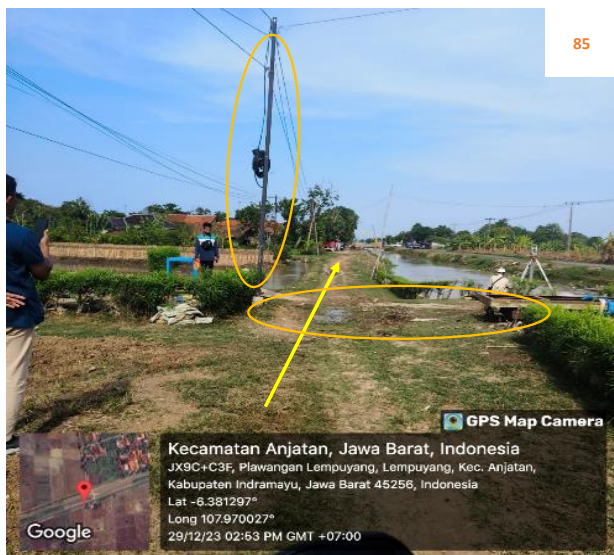 85
GPS Map Camera
Kecamatan Anjatan, Jawa Barat, Indonesia
JX9C+C3F, Plawangan Lempuyang, Lempuyang, Kec. Anjatan,
Kabupaten Indramayu, Jawa Barat 45256, Indonesia
Lat -6.381297°
Long 107.970027°
29/12/23 02:53 PM GMT +07:00
Google